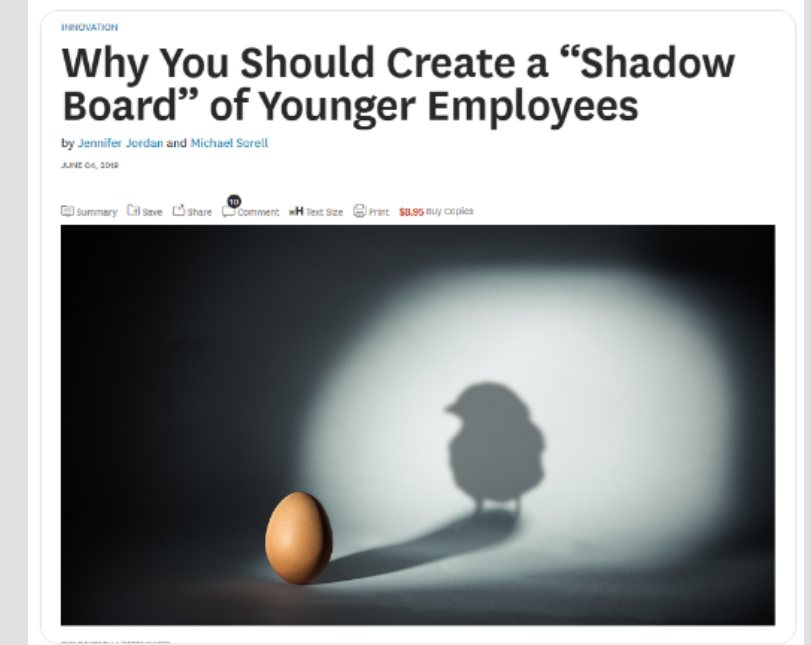 INNOVATION
Why You Should Create a “Shadow
Board” of Younger Employees
by Jennifer Jordan and Michael Sorell
JUNE 04, 2019
10
Summary Save Share Comment HH Text Size Print $8.95 Buy Copies